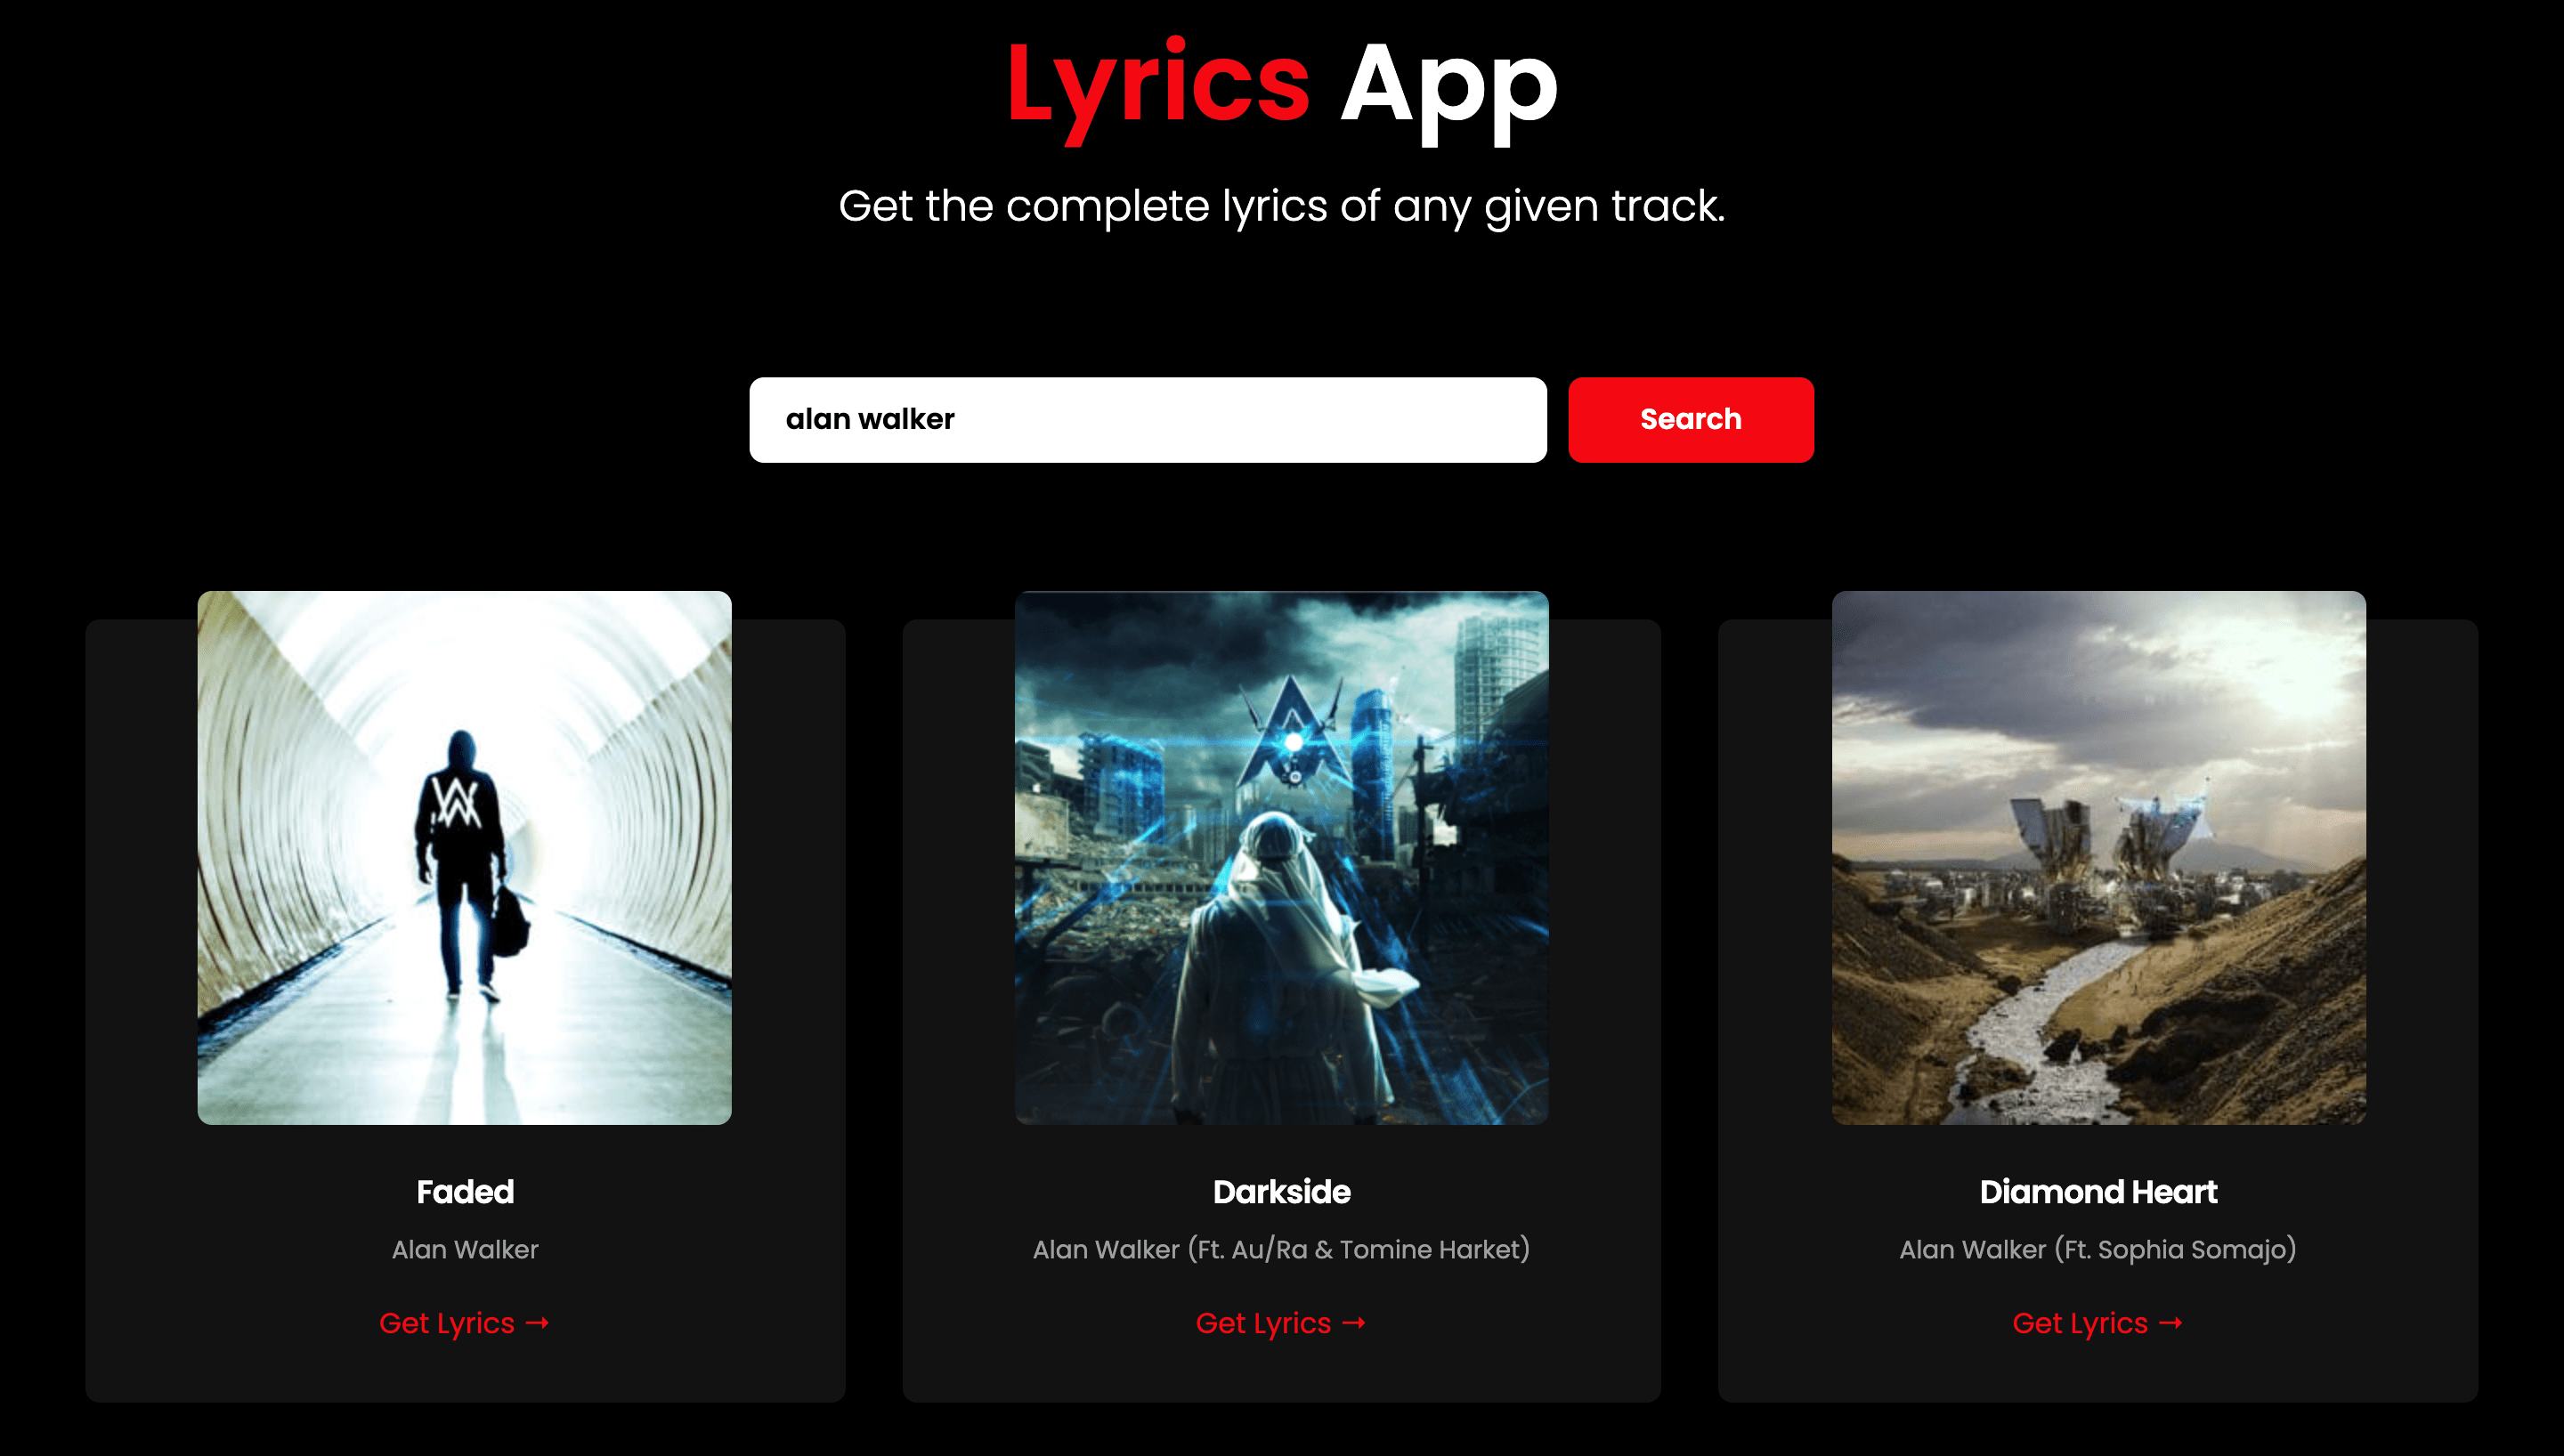 Lyrics App
Get the complete lyrics of any given track.
alan walker
Search
Faded
Alan Walker
Get Lyrics →
Darkside
Alan Walker (Ft. Au/Ra & Tomine Harket)
Get Lyrics →
Diamond Heart
Alan Walker (Ft. Sophia Somajo)
Get Lyrics →